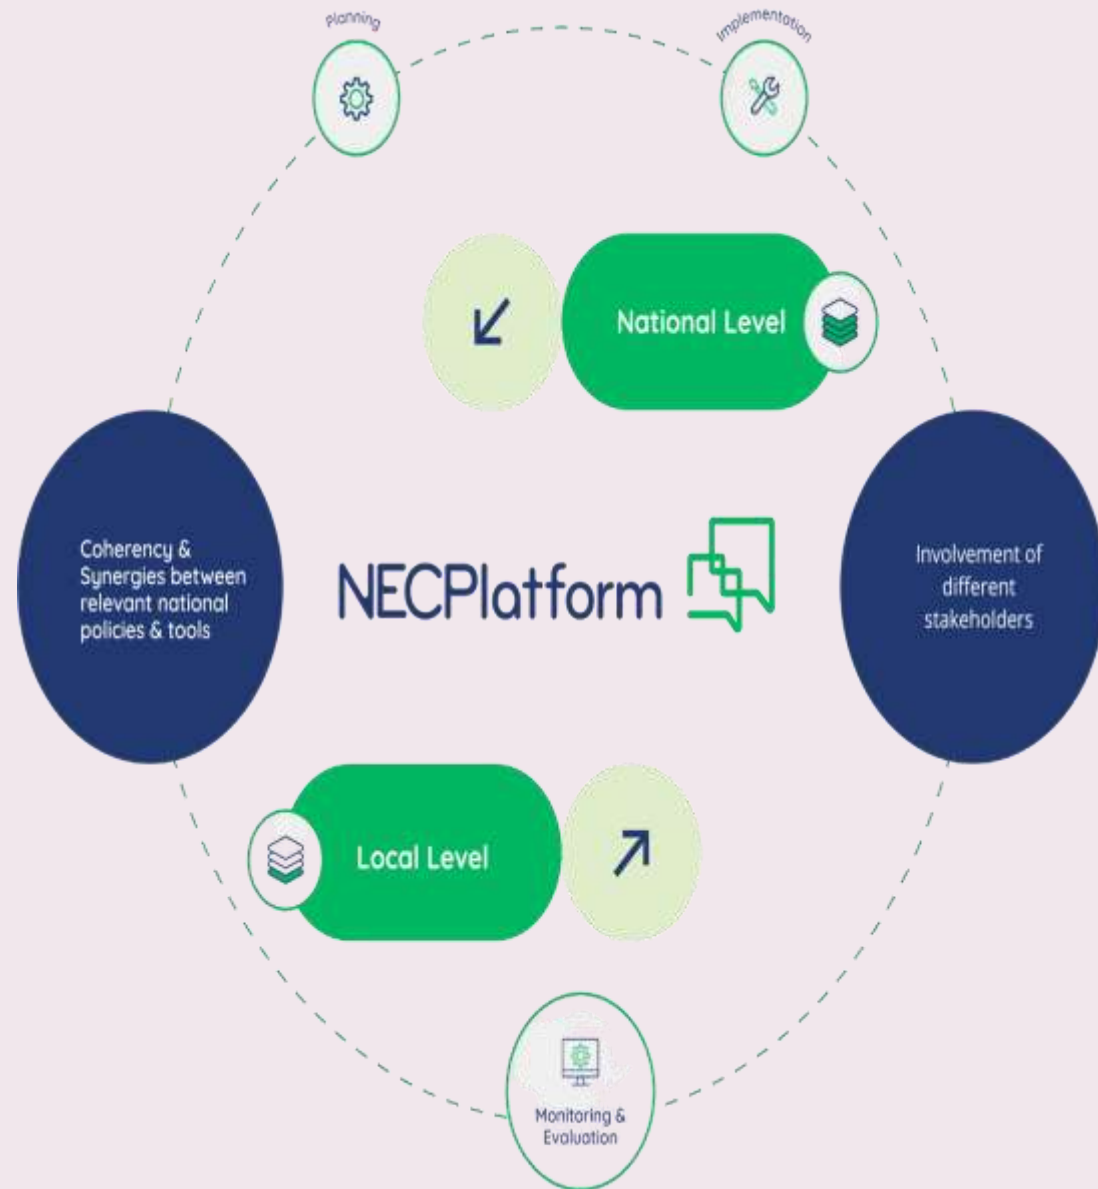 Planning
Implementation
National Level
Coherency &
Synergies between
relevant national
policies & tools
NECPlatform
Involvement of
different
stakeholders
Local Level
Monitoring &
Evaluation